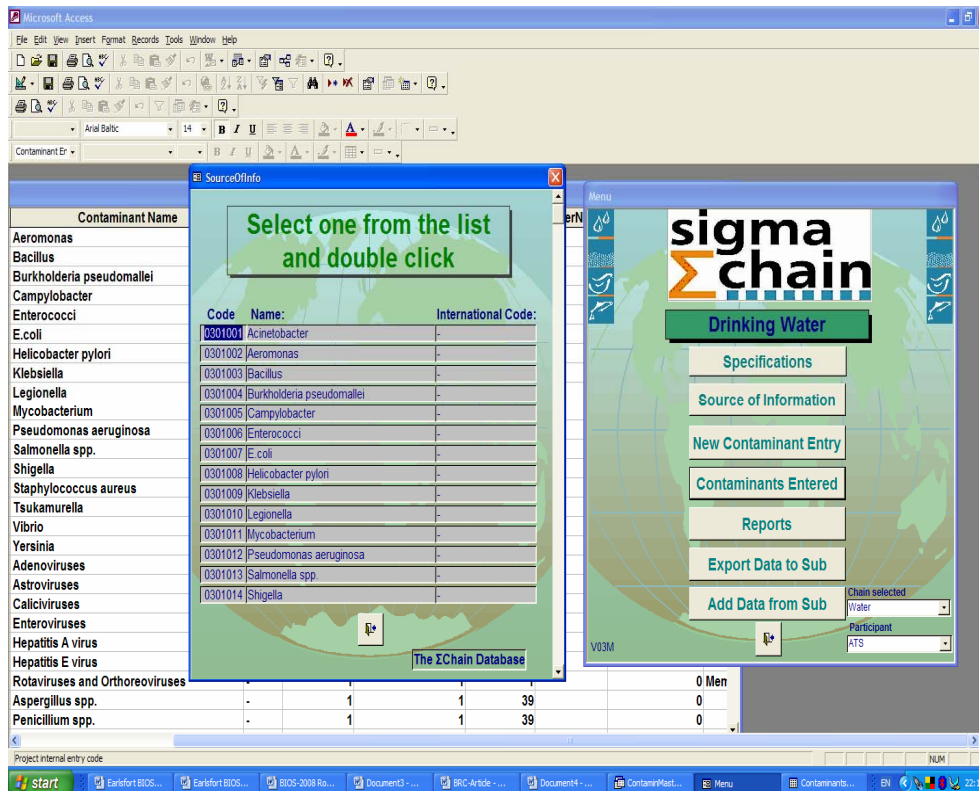 Microsoft Access
File Edit View Insert Format Records Tools Window Help
Arial Baltic 14 B I U A
Contaminant Er B I U A
SourceOfInfo
Select one from the list
and double click
Code Name: International Code:
0301001 Acinetobacter -
0301002 Aeromonas -
0301003 Bacillus -
0301004 Burkholderia pseudomallei -
0301005 Campylobacter -
0301006 Enterococci -
0301007 E.coli -
0301008 Helicobacter pylori -
0301009 Klebsiella -
0301010 Legionella -
0301011 Mycobacterium -
0301012 Pseudomonas aeruginosa -
0301013 Salmonella spp. -
0301014 Shigella -
The ΣChain Database
Menu
sigma
Σchain
Drinking Water
Specifications
Source of Information
New Contaminant Entry
Contaminants Entered
Reports
Export Data to Sub
Add Data from Sub
Chain selected
Water
Participant
ATS
V03M
Contaminant Name erN
Aeromonas
Bacillus
Burkholderia pseudomallei
Campylobacter
Enterococci
E.coli
Helicobacter pylori
Klebsiella
Legionella
Mycobacterium
Pseudomonas aeruginosa
Salmonella spp.
Shigella
Staphylococcus aureus
Tsukamurella
Vibrio
Yersinia
Adenoviruses
Astroviruses
Caliciviruses
Enteroviruses
Hepatitis A virus
Hepatitis E virus
Rotaviruses and Orthoreoviruses - 0 Men
Aspergillus spp. - 1 1 39 0
Penicillium spp. - 1 1 39 0
Project internal entry code NUM
start Earlsfort BIOS... Earlsfort BIOS... BIOS-2008 Ro... Document3 - ... BRC-Article - ... Document4 - ... ContaminMast... Menu Contaminants... EN